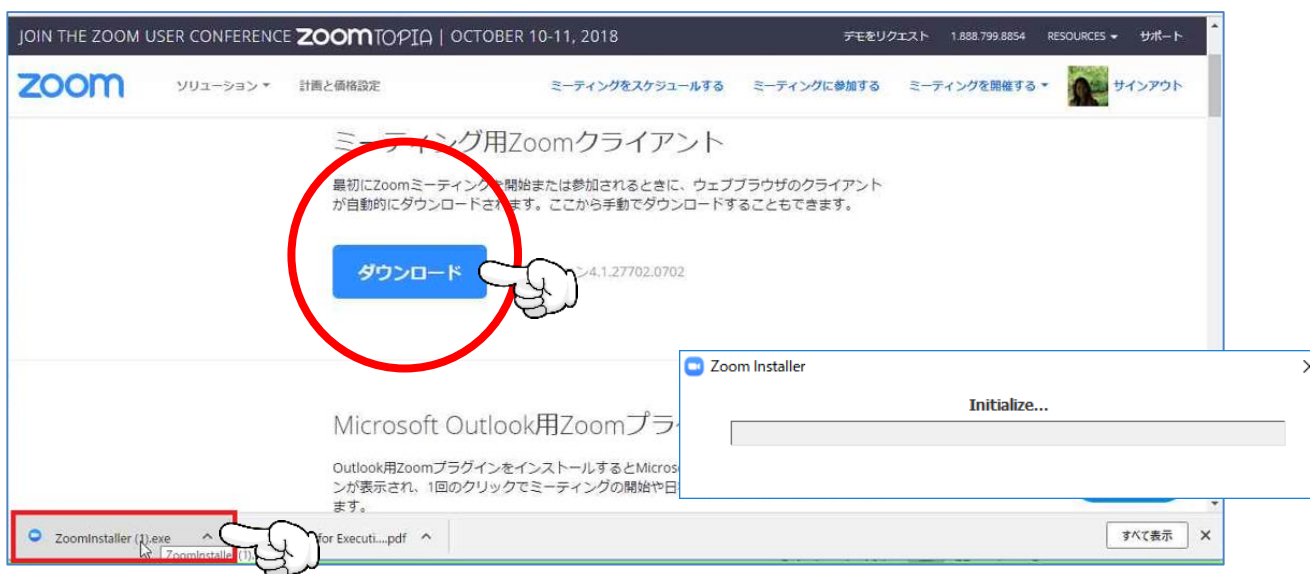 JOIN THE ZOOM USER CONFERENCE ZOOMTOPIA | OCTOBER 10-11, 2018 デモをリクエスト 1.888.799.8854 RESOURCES サポート
zoom ソリューション 計画と価格設定 ミーティングをスケジュールする ミーティングに参加する ミーティングを開催する サインアウト
ミーティング用Zoomクライアント
最初にZoomミーティングを開始または参加されるときに、ウェブブラウザのクライアント
が自動的にダウンロードされます。ここから手動でダウンロードすることもできます。
ダウンロード ン4.1.27702.0702
Zoom Installer
Initialize...
Microsoft Outlook用Zoomプラ
Outlook用ZoomプラグインをインストールするとMicros
ンが表示され、1回のクリックでミーティングの開始や日
ます。
ZoomInstaller (1).exe for Executi....pdf すべて表示
ZoomInstaller (1)